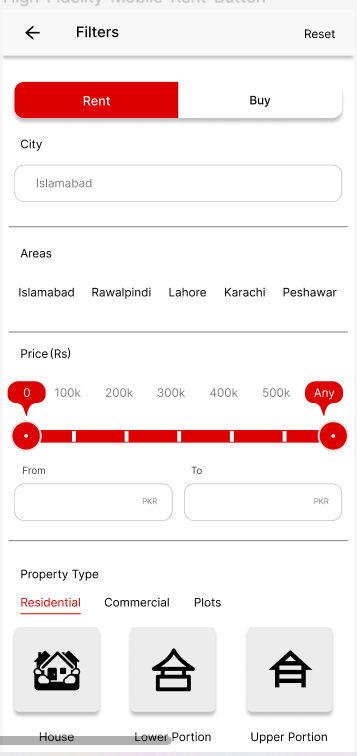 High Fidelity Mobile Rent Button
Filters
Reset
Rent Buy
City
Islamabad
Areas
Islamabad Rawalpindi Lahore Karachi Peshawar
Price(Rs)
0 100k 200k 300k 400k 500k Any
From To
PKR PKR
Property Type
Residential Commercial Plots
House Lower Portion Upper Portion